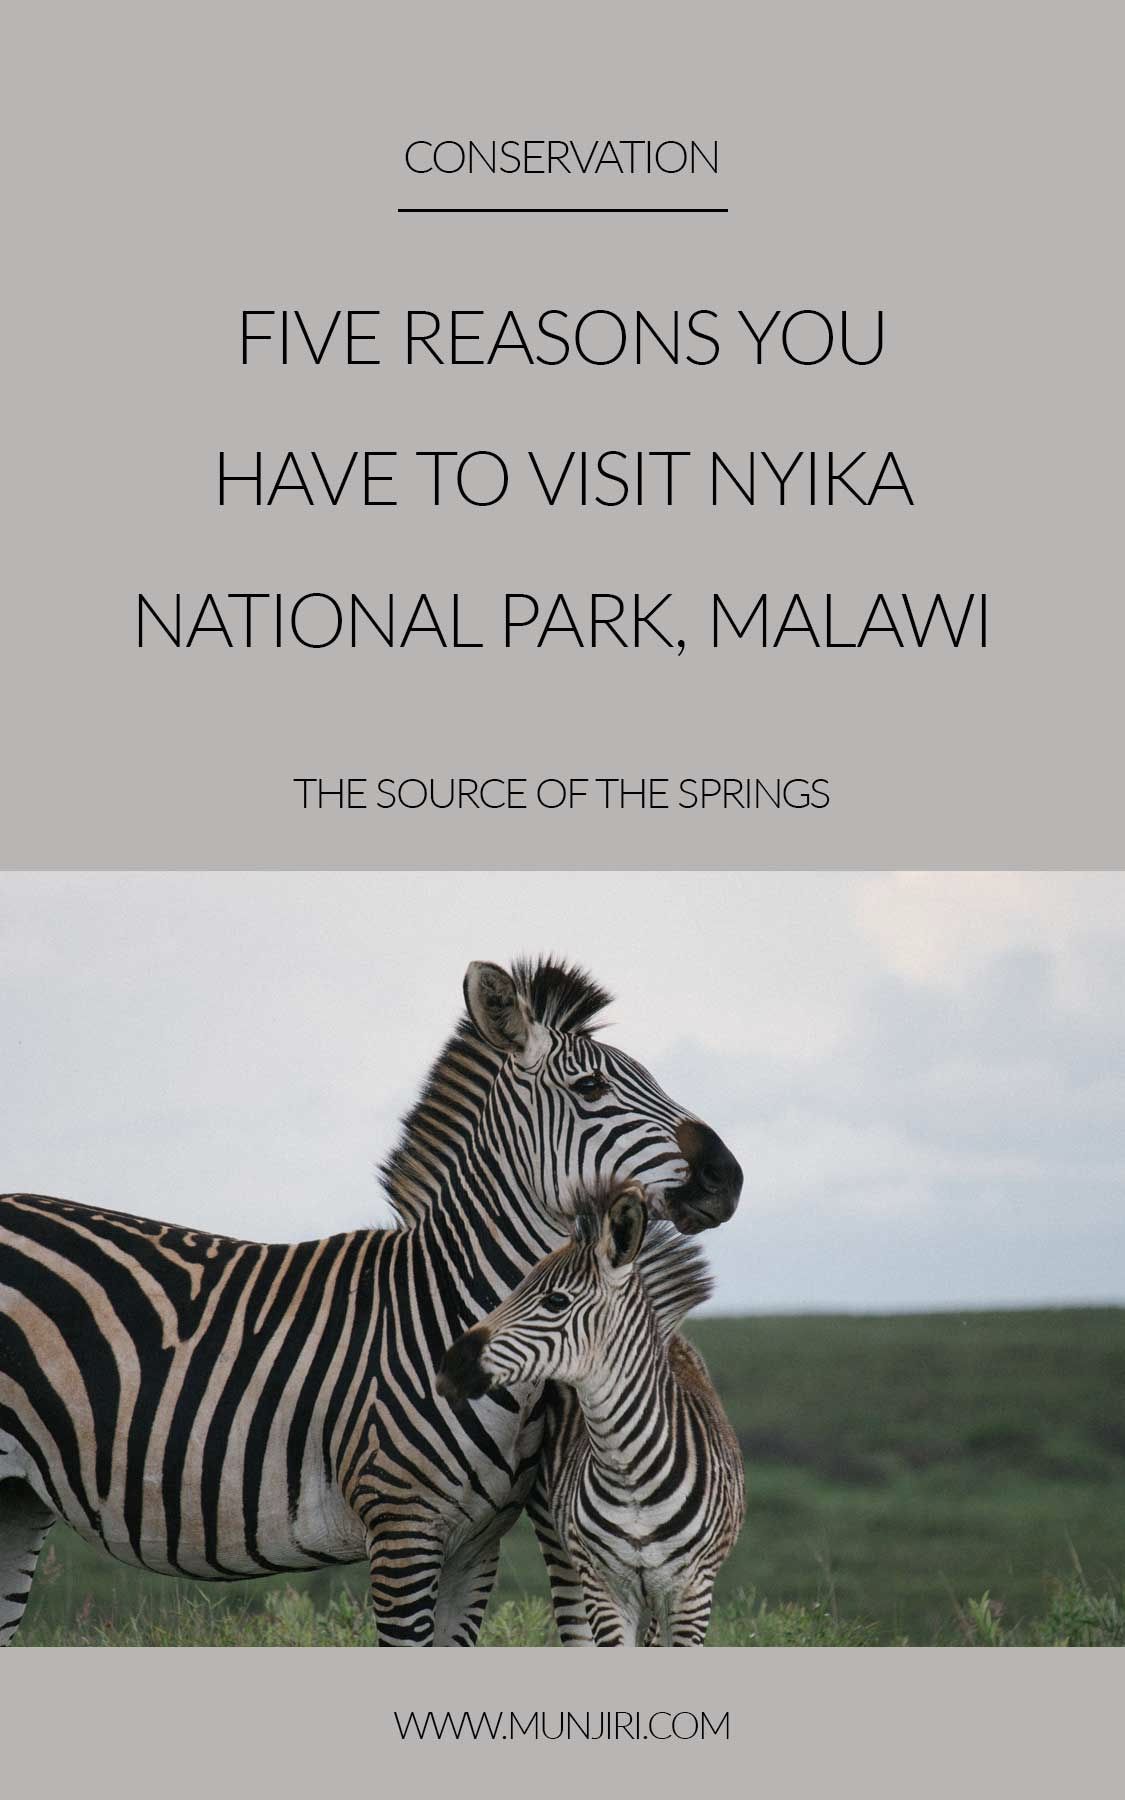 CONSERVATION
FIVE REASONS YOU
HAVE TO VISIT NYIKA
NATIONAL PARK, MALAWI
THE SOURCE OF THE SPRINGS
WWW.MUNJIRI.COM